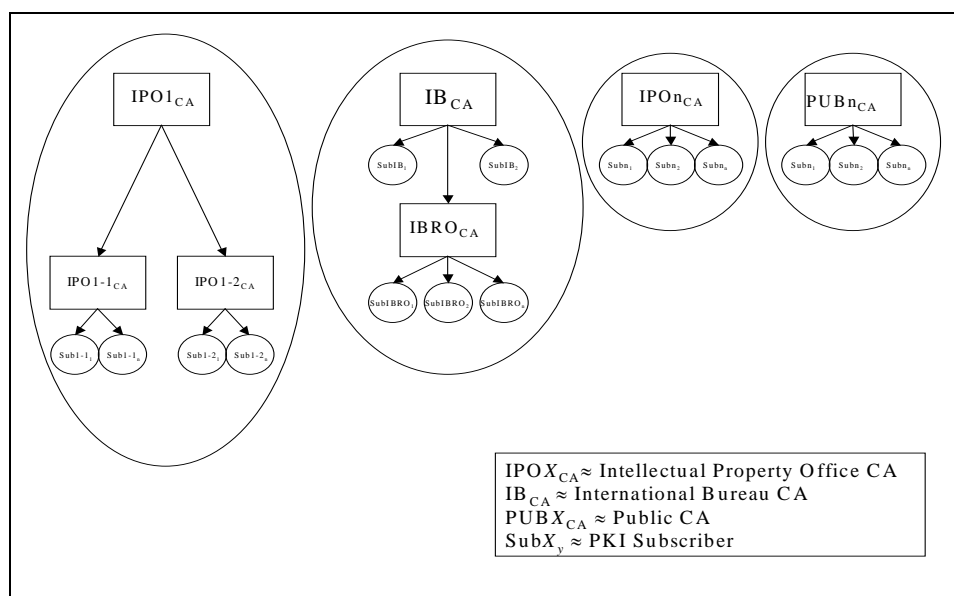 IPO1CA
IPO1-1CA
IPO1-2CA
Sub1-1₁
Sub1-1ₙ
Sub1-2₁
Sub1-2ₙ
IBCA
SubIB₁
SubIB₂
IBROCA
SubIBRO₁
SubIBRO₂
SubIBROₙ
IPOnCA
Subn₁
Subn₂
Subnₙ
PUBnCA
Subn₁
Subn₂
Subnₙ
IPOXCA ≈ Intellectual Property Office CA
IBCA ≈ International Bureau CA
PUBXCA ≈ Public CA
SubXy ≈ PKI Subscriber